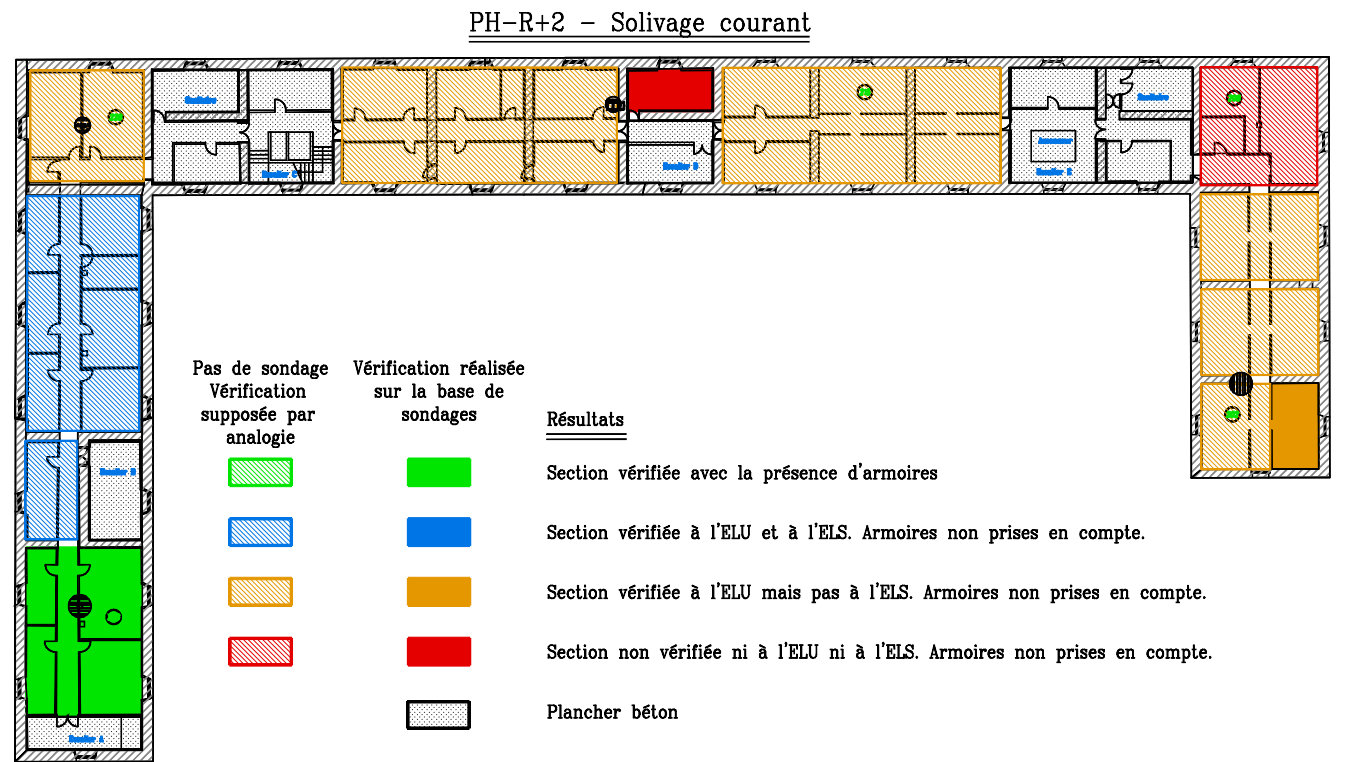 PH-R+2 - Solivage courant
Pas de sondage
Vérification
supposée par
analogie
Vérification réalisée
sur la base de
sondages
Résultats
Section vérifiée avec la présence d'armoires
Section vérifiée à l'ELU et à l'ELS. Armoires non prises en compte.
Section vérifiée à l'ELU mais pas à l'ELS. Armoires non prises en compte.
Section non vérifiée ni à l'ELU ni à l'ELS. Armoires non prises en compte.
Plancher béton